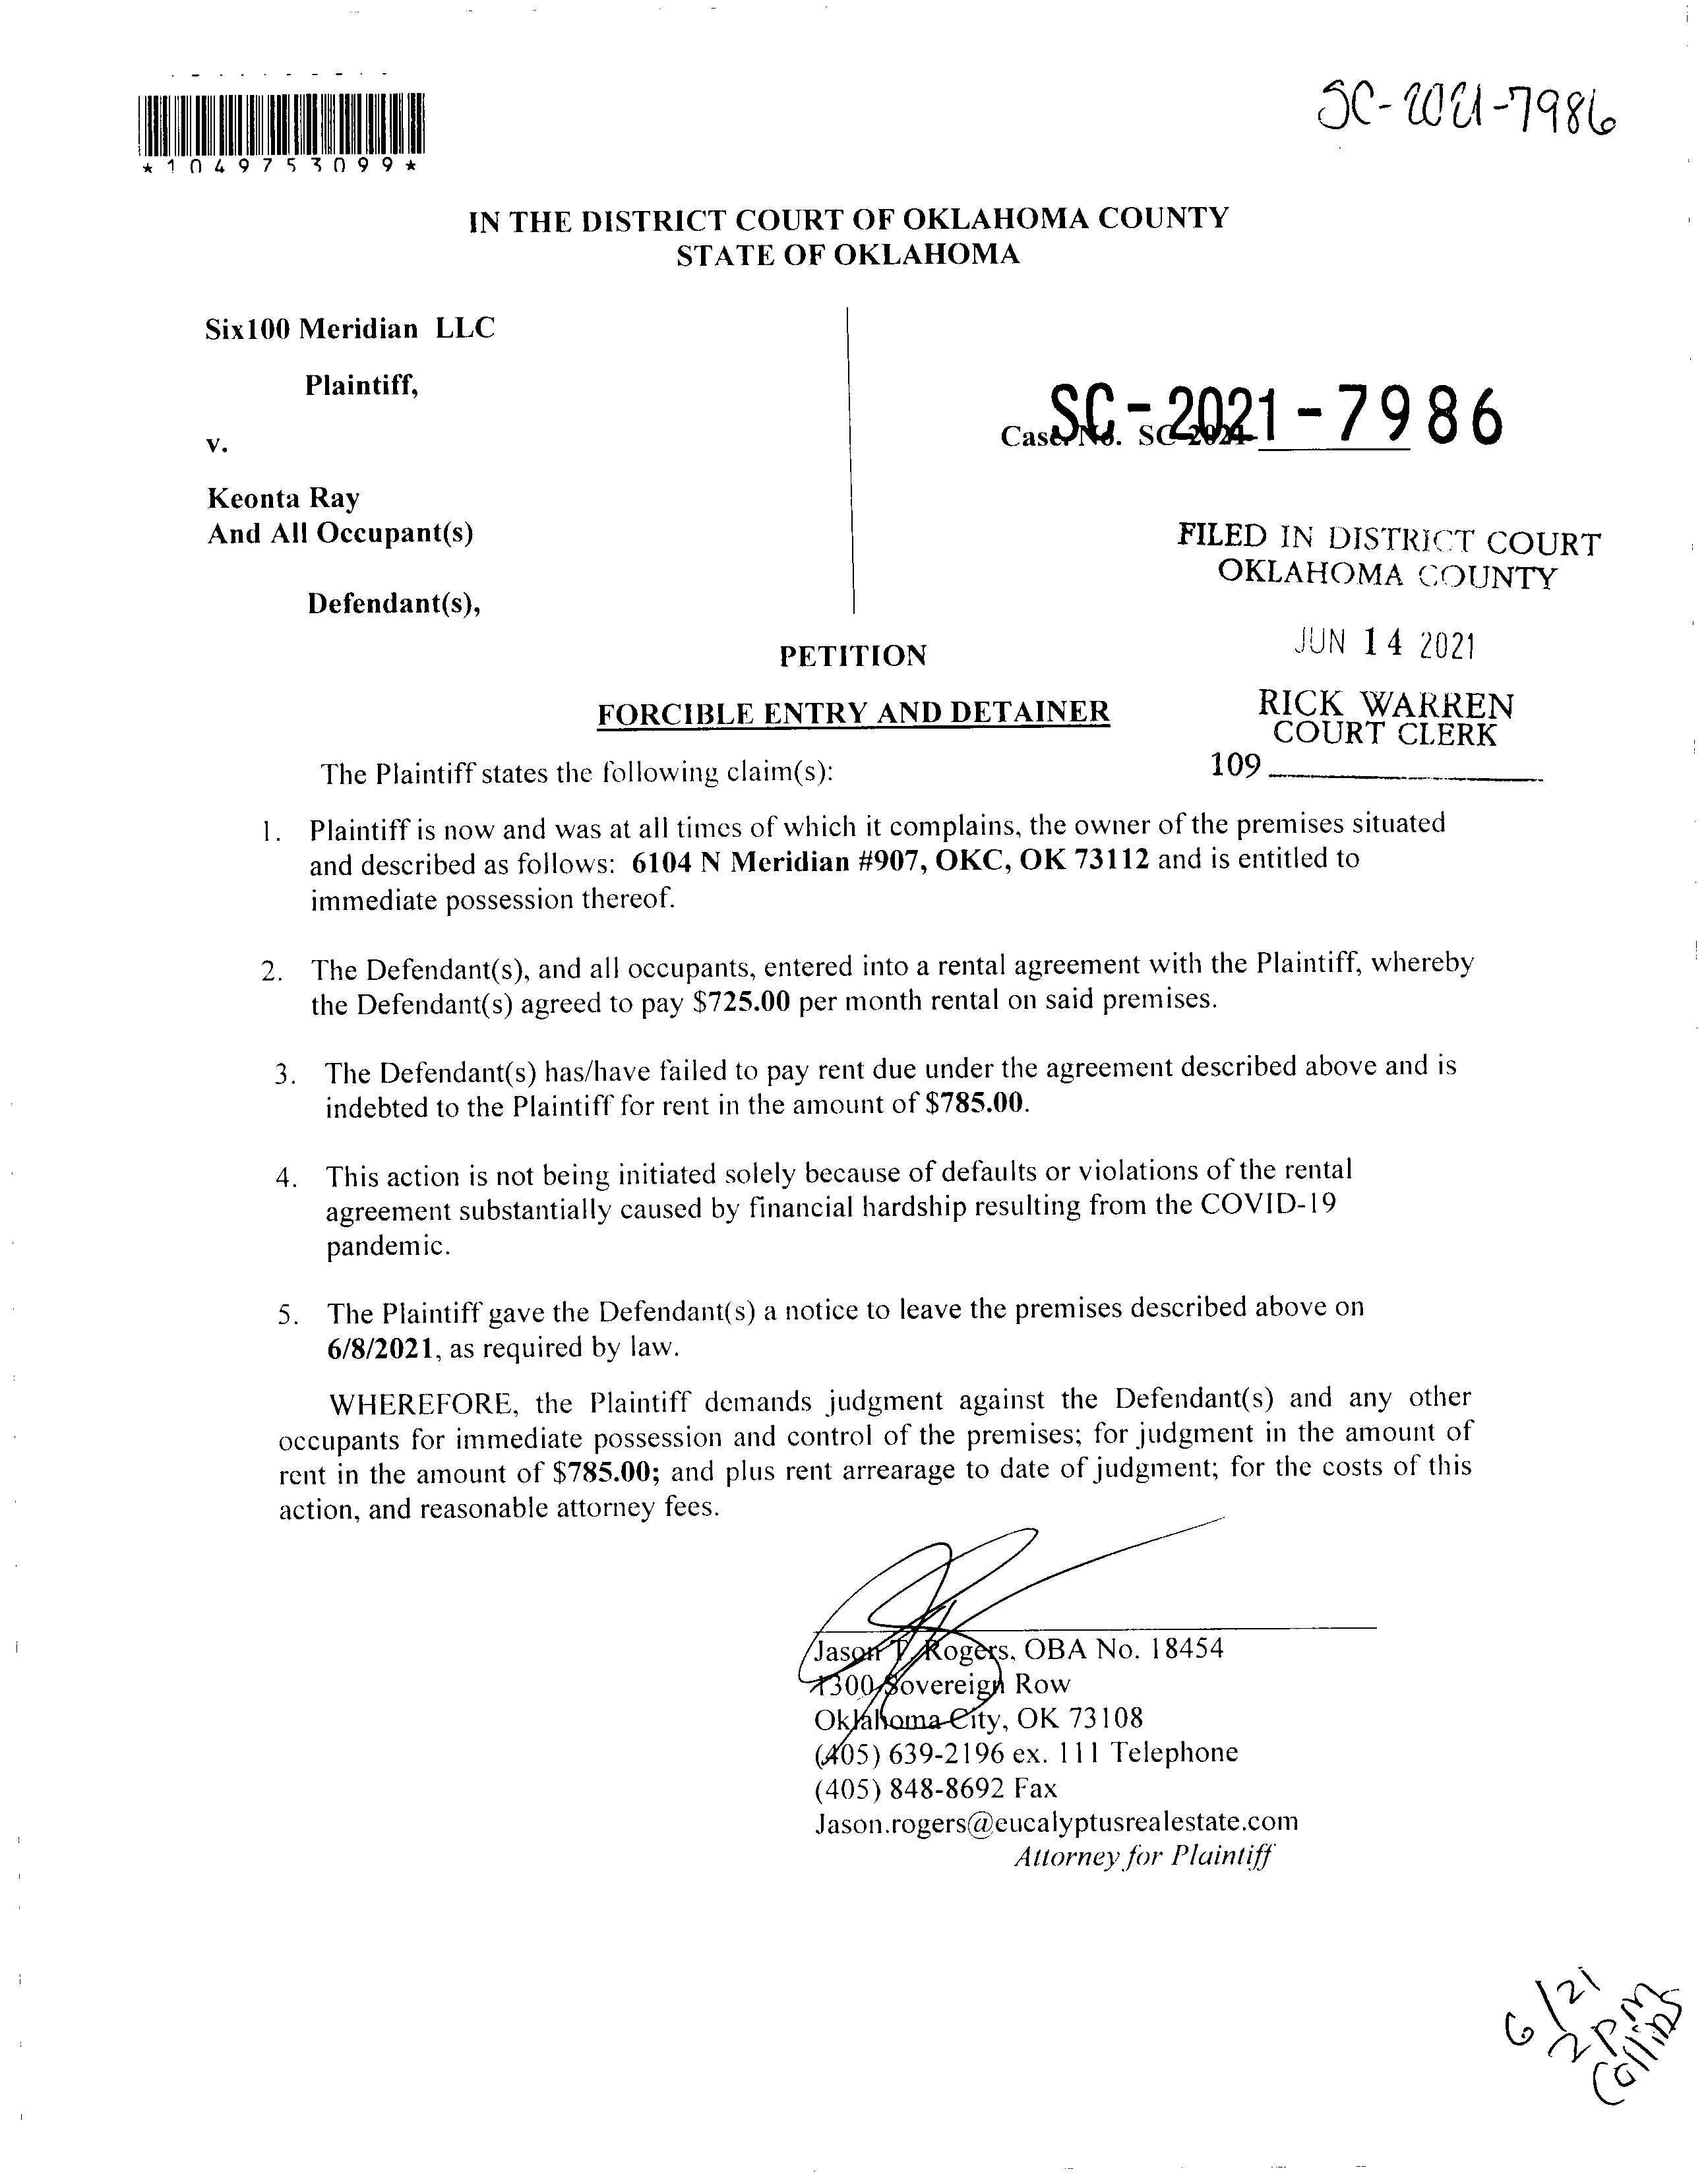 *1049753099*
SC-2021-7986
IN THE DISTRICT COURT OF OKLAHOMA COUNTY
STATE OF OKLAHOMA
Six100 Meridian LLC
Plaintiff,
v.
Keonta Ray
And All Occupant(s)
Defendant(s),
SC-2021-7986
Case No. SC-2021-
FILED IN DISTRICT COURT
OKLAHOMA COUNTY
JUN 14 2021
RICK WARREN
COURT CLERK
109
PETITION
FORCIBLE ENTRY AND DETAINER
The Plaintiff states the following claim(s):
1. Plaintiff is now and was at all times of which it complains, the owner of the premises situated
and described as follows: 6104 N Meridian #907, OKC, OK 73112 and is entitled to
immediate possession thereof.
2. The Defendant(s), and all occupants, entered into a rental agreement with the Plaintiff, whereby
the Defendant(s) agreed to pay $725.00 per month rental on said premises.
3. The Defendant(s) has/have failed to pay rent due under the agreement described above and is
indebted to the Plaintiff for rent in the amount of $785.00.
4. This action is not being initiated solely because of defaults or violations of the rental
agreement substantially caused by financial hardship resulting from the COVID-19
pandemic.
5. The Plaintiff gave the Defendant(s) a notice to leave the premises described above on
6/8/2021, as required by law.
WHEREFORE, the Plaintiff demands judgment against the Defendant(s) and any other
occupants for immediate possession and control of the premises; for judgment in the amount of
rent in the amount of $785.00; and plus rent arrearage to date of judgment; for the costs of this
action, and reasonable attorney fees.
Jason T. Rogers, OBA No. 18454
1300 Sovereign Row
Oklahoma City, OK 73108
(405) 639-2196 ex. 111 Telephone
(405) 848-8692 Fax
Jason.rogers@eucalyptusrealestate.com
Attorney for Plaintiff
6/21
2pm
Collins